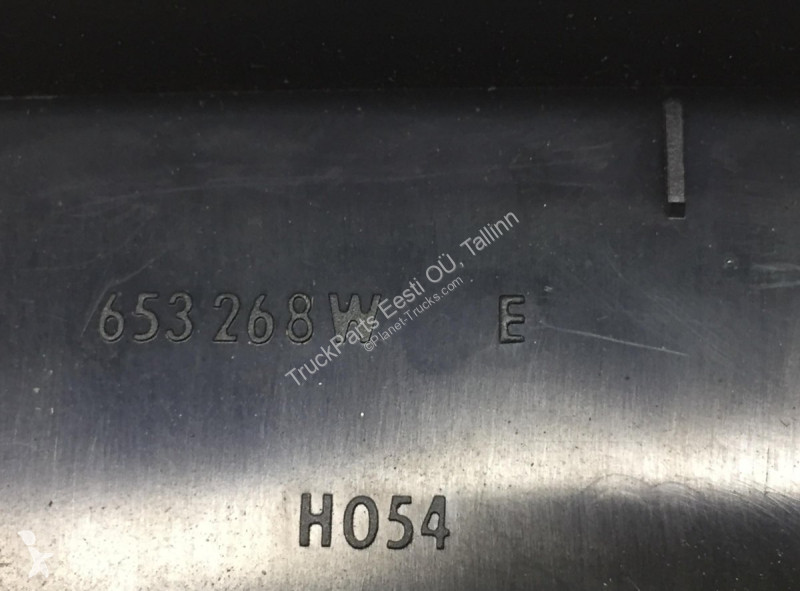 653 268 W E
TruckParts Eesti OÜ, Tallinn
©Planet-Trucks.com
H054